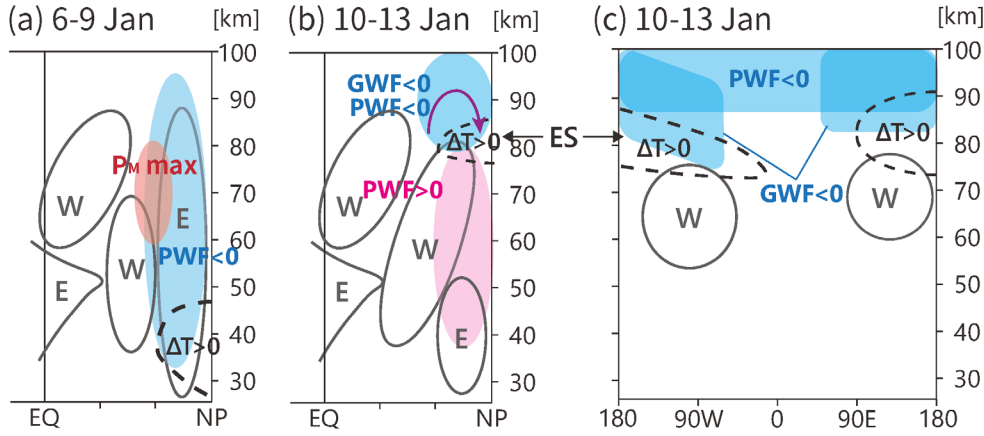 (a) 6-9 Jan
[km]
100
90
80
70
60
50
40
30
EQ
NP
W
W
E
E
PM max
PWF<0
ΔT>0
(b) 10-13 Jan
[km]
100
90
80
70
60
50
40
30
EQ
NP
GWF<0
PWF<0
ΔT>0
PWF>0
W
W
E
E
ES
(c) 10-13 Jan
[km]
100
90
80
70
60
50
40
30
180
90W
0
90E
180
PWF<0
ΔT>0
ΔT>0
GWF<0
W
W